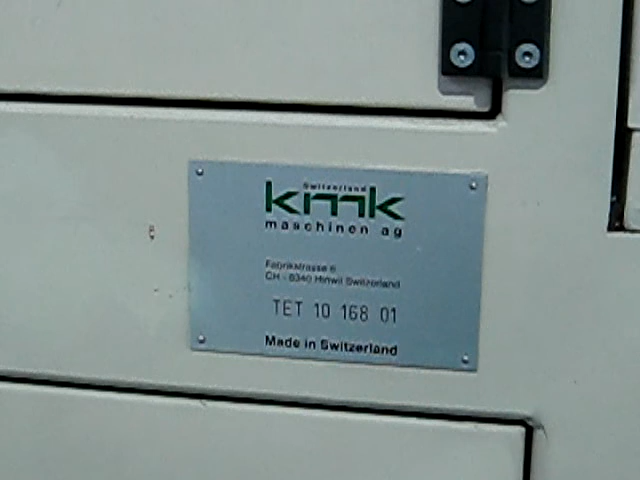 Switzerland
kmk
maschinen ag
Fabrikstrasse 6
CH - 8340 Hinwil Switzerland
TET 10 168 01
Made in Switzerland